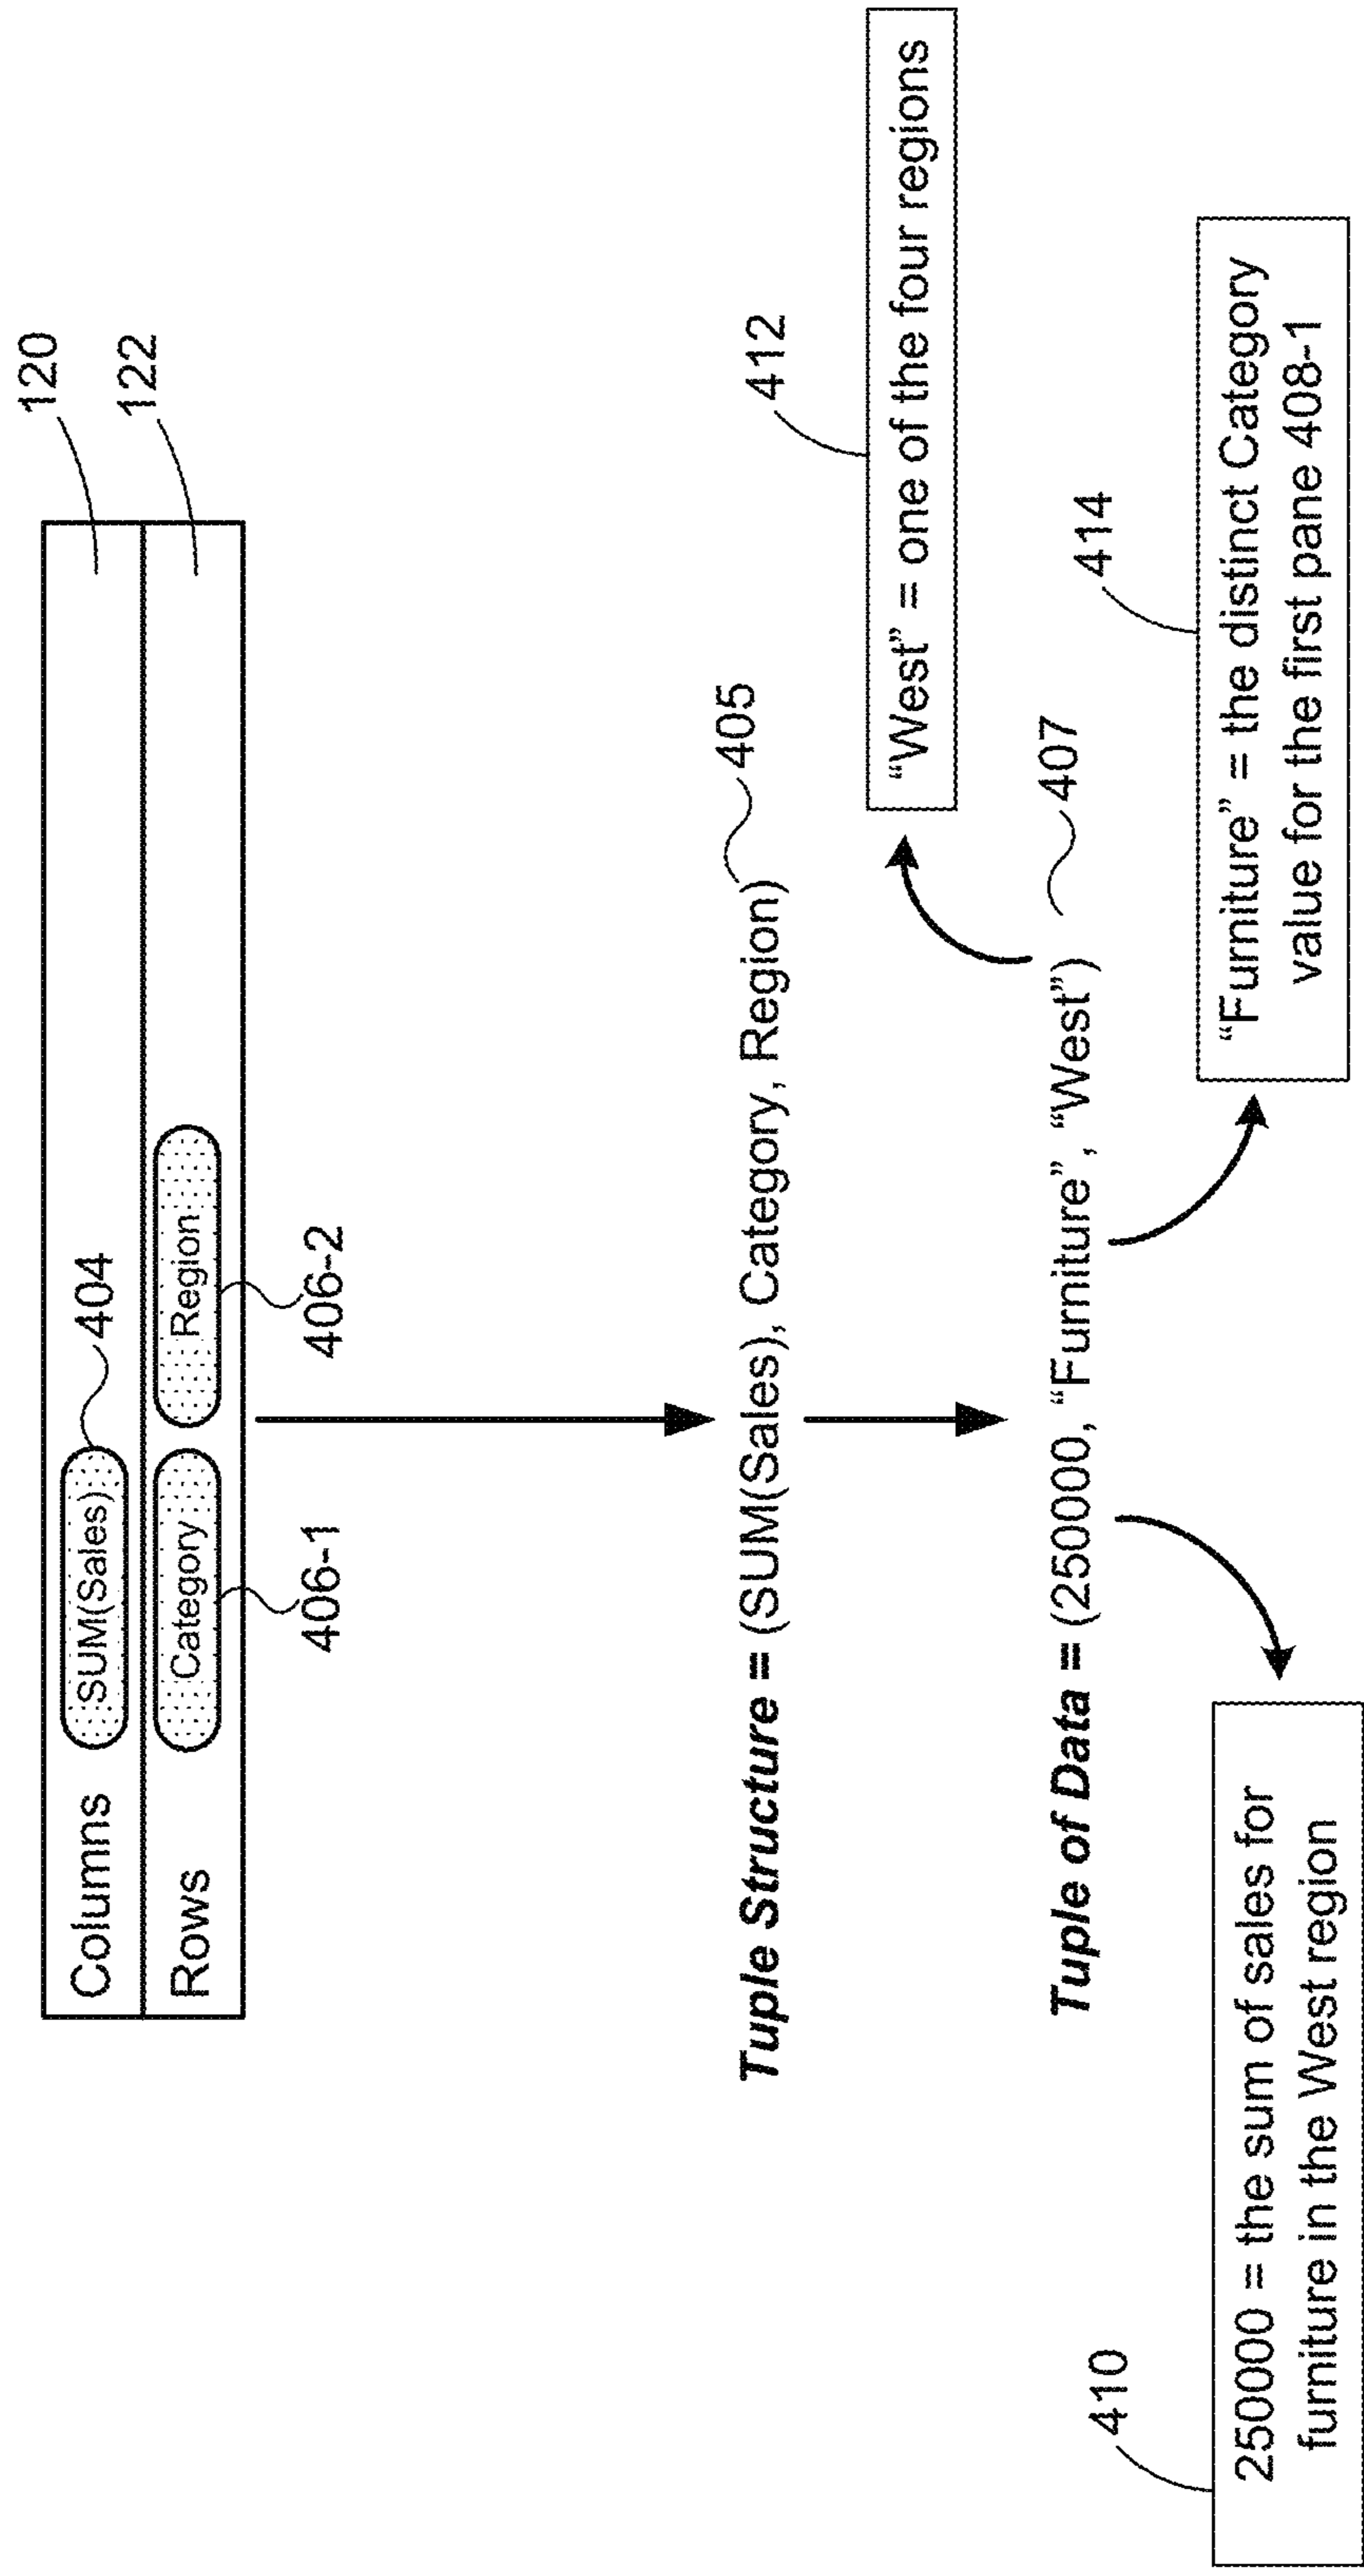 Columns
SUM(Sales)
404
120
Rows
Category
Region
122
406-1
406-2
Tuple Structure = (SUM(Sales), Category, Region)
405
412
“West” = one of the four regions
Tuple of Data = (250000, “Furniture”, “West”)
407
410
250000 = the sum of sales for
furniture in the West region
414
“Furniture” = the distinct Category
value for the first pane 408-1